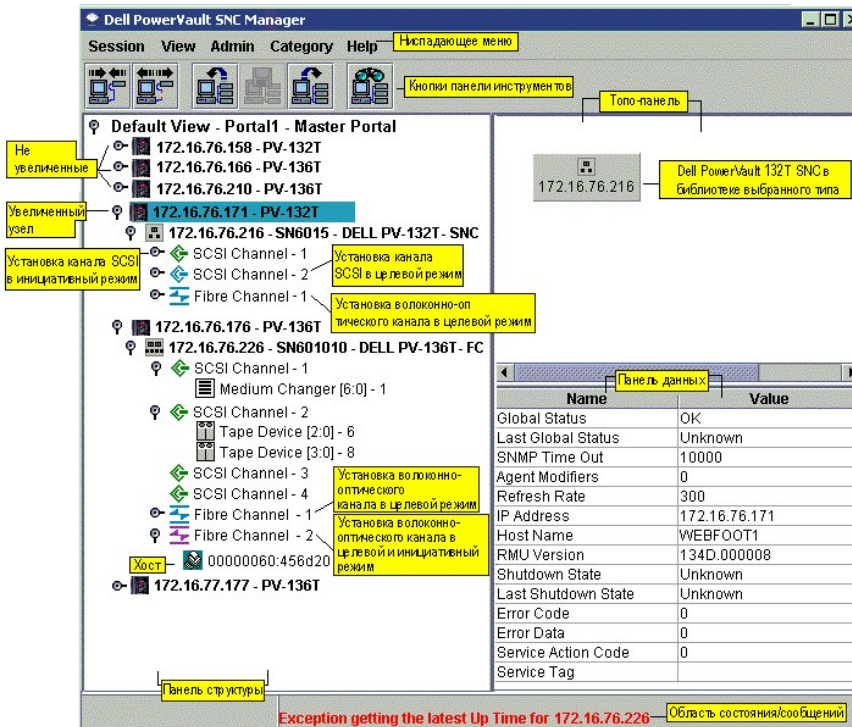 Dell PowerVault SNC Manager
Session View Admin Category Help
Ниспадающее меню
Кнопки панели инструментов
Топо-панель
Default View - Portal1 - Master Portal
Не
увеличенные
172.16.76.158 - PV-132T
172.16.76.166 - PV-136T
172.16.76.210 - PV-136T
172.16.76.216
Dell PowerVault 132T SNC в
библиотеке выбранного типа
Увеличенный
узел
172.16.76.171 - PV-132T
172.16.76.216 - SN6015 - DELL PV-132T- SNC
Установка канала SCSI
в инициативный режим
SCSI Channel - 1
SCSI Channel - 2
Установка канала
SCSI в целевой режим
Fibre Channel - 1
Установка волоконно-оп
тического канала в целевой режим
172.16.76.176 - PV-136T
172.16.76.226 - SN601010 - DELL PV-136T- FC
SCSI Channel - 1
Medium Changer [6:0] - 1
SCSI Channel - 2
Tape Device [2:0] - 6
Tape Device [3:0] - 8
SCSI Channel - 3
SCSI Channel - 4
Установка волоконно-
оптического
канала в целевой режим
Fibre Channel - 1
Fibre Channel - 2
Установка волоконно-
оптического канала в
целевой и инициативный
режим
Хост
00000060:456d20
172.16.77.177 - PV-136T
Панель структуры
Панель данных
Name Value
Global Status OK
Last Global Status Unknown
SNMP Time Out 10000
Agent Modifiers 0
Refresh Rate 300
IP Address 172.16.76.171
Host Name WEBFOOT1
RMU Version 134D.000008
Shutdown State Unknown
Last Shutdown State Unknown
Error Code 0
Error Data 0
Service Action Code 0
Service Tag
Exception getting the latest Up Time for 172.16.76.226
Область состояния/сообщений